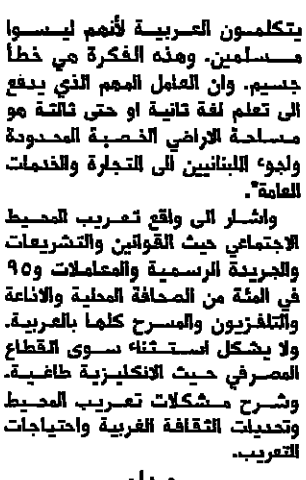 يتكلمون العربية لأنهم ليسوا
مسلمين. وهذه الفكرة هي خطأ
جسيم. وان العامل المهم الذي يدفع
الى تعلم لغة ثانية او حتى ثالثة هو
مساحة الاراضي الخصبة المحدودة
ولجوء اللبنانيين الى التجارة والخدمات
العامة".
واشار الى واقع تعريب المحيط
الاجتماعي حيث القوانين والتشريعات
والجريدة الرسمية والمعاملات و٩٥
في المئة من الصحافة المحلية والاذاعة
والتلفزيون والمسرح كلها بالعربية.
ولا يشكل استثناء سوى القطاع
المصرفي حيث الانكليزية طاغية.
وشرح مشكلات تعريب المحيط
وتحديات الثقافة الغربية واحتياجات
التعريب.